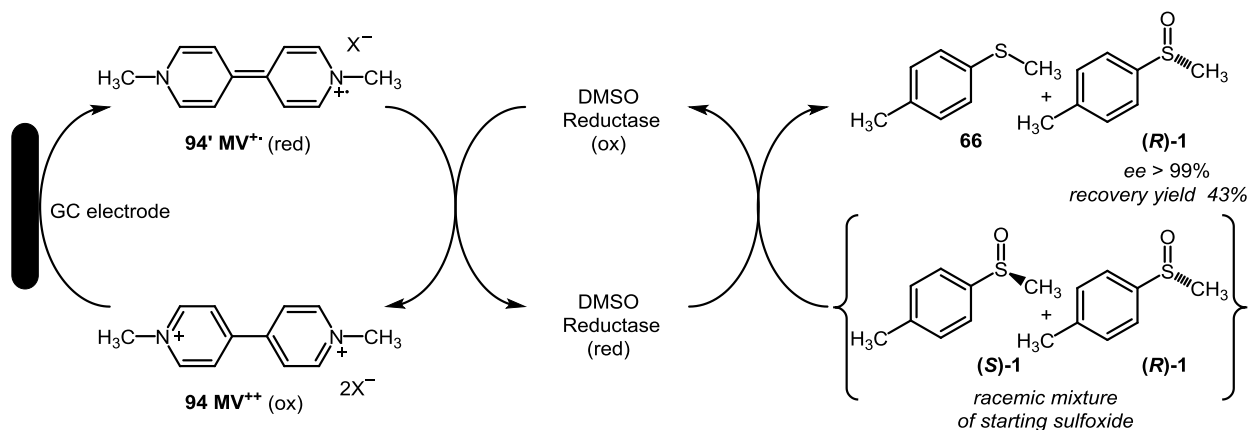 X⁻
H₃C N N CH₃
+·
94' MV⁺· (red)
GC electrode
H₃C N + N + CH₃
2X⁻
94 MV⁺⁺ (ox)
DMSO
Reductase
(ox)
DMSO
Reductase
(red)
S CH₃
H₃C
66
+
O
S CH₃
H₃C
(R)-1
ee > 99%
recovery yield 43%
O
S CH₃
H₃C
(S)-1
+
O
S CH₃
H₃C
(R)-1
racemic mixture
of starting sulfoxide